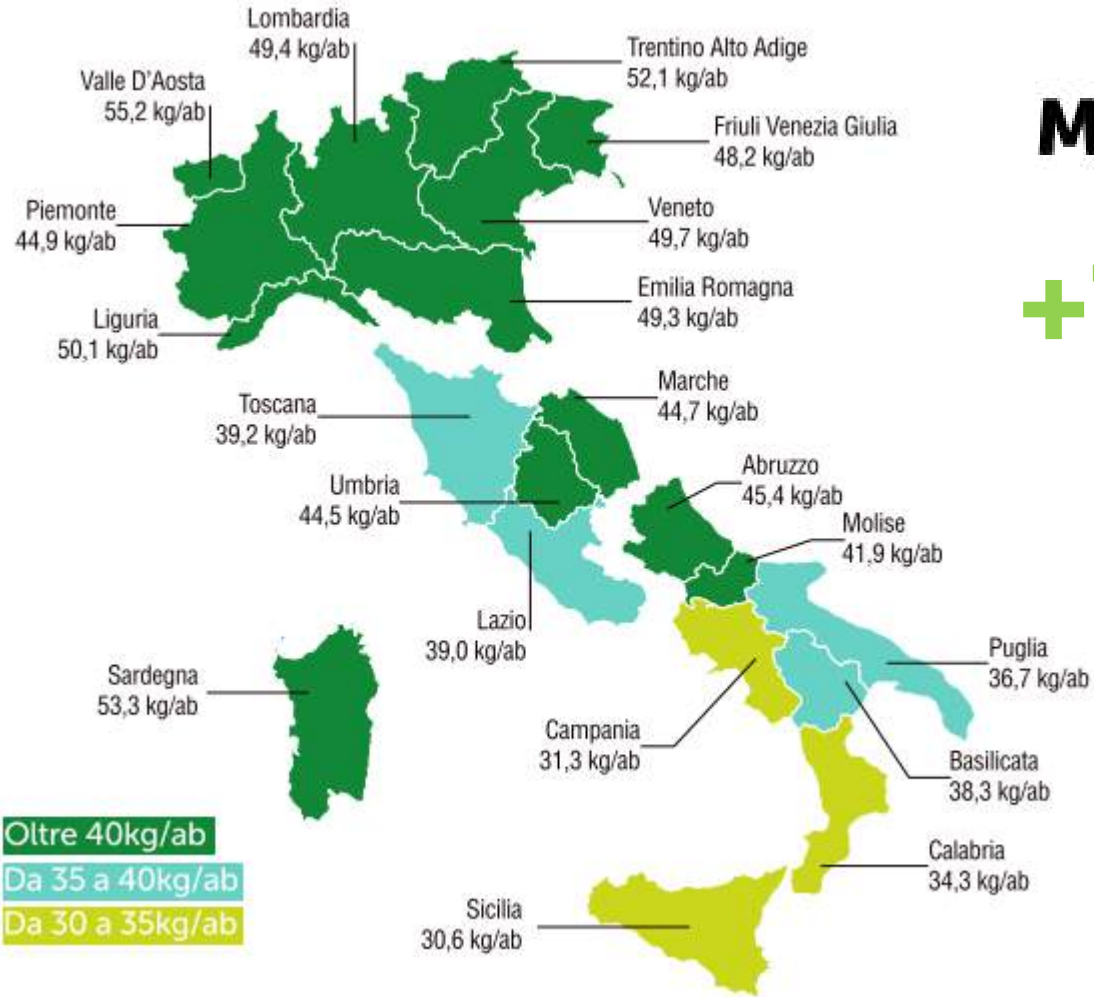 Lombardia
49,4 kg/ab
Trentino Alto Adige
52,1 kg/ab
Valle D'Aosta
55,2 kg/ab
Friuli Venezia Giulia
48,2 kg/ab
M
Piemonte
44,9 kg/ab
Veneto
49,7 kg/ab
Emilia Romagna
49,3 kg/ab
+
Liguria
50,1 kg/ab
Toscana
39,2 kg/ab
Marche
44,7 kg/ab
Umbria
44,5 kg/ab
Abruzzo
45,4 kg/ab
Molise
41,9 kg/ab
Lazio
39,0 kg/ab
Puglia
36,7 kg/ab
Sardegna
53,3 kg/ab
Campania
31,3 kg/ab
Basilicata
38,3 kg/ab
Oltre 40kg/ab
Da 35 a 40kg/ab
Da 30 a 35kg/ab
Calabria
34,3 kg/ab
Sicilia
30,6 kg/ab